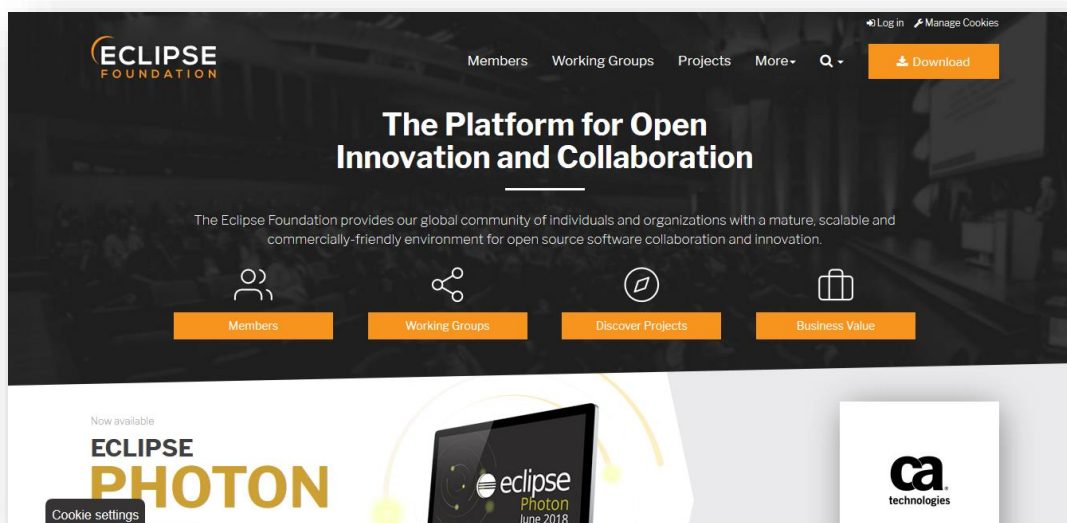 Log in Manage Cookies
ECLIPSE
FOUNDATION
Members Working Groups Projects More Download
The Platform for Open
Innovation and Collaboration
The Eclipse Foundation provides our global community of individuals and organizations with a mature, scalable and
commercially-friendly environment for open source software collaboration and innovation.
Members Working Groups Discover Projects Business Value
Now available
ECLIPSE
PHOTON
eclipse
Photon
June 2018
ca
technologies
Cookie settings